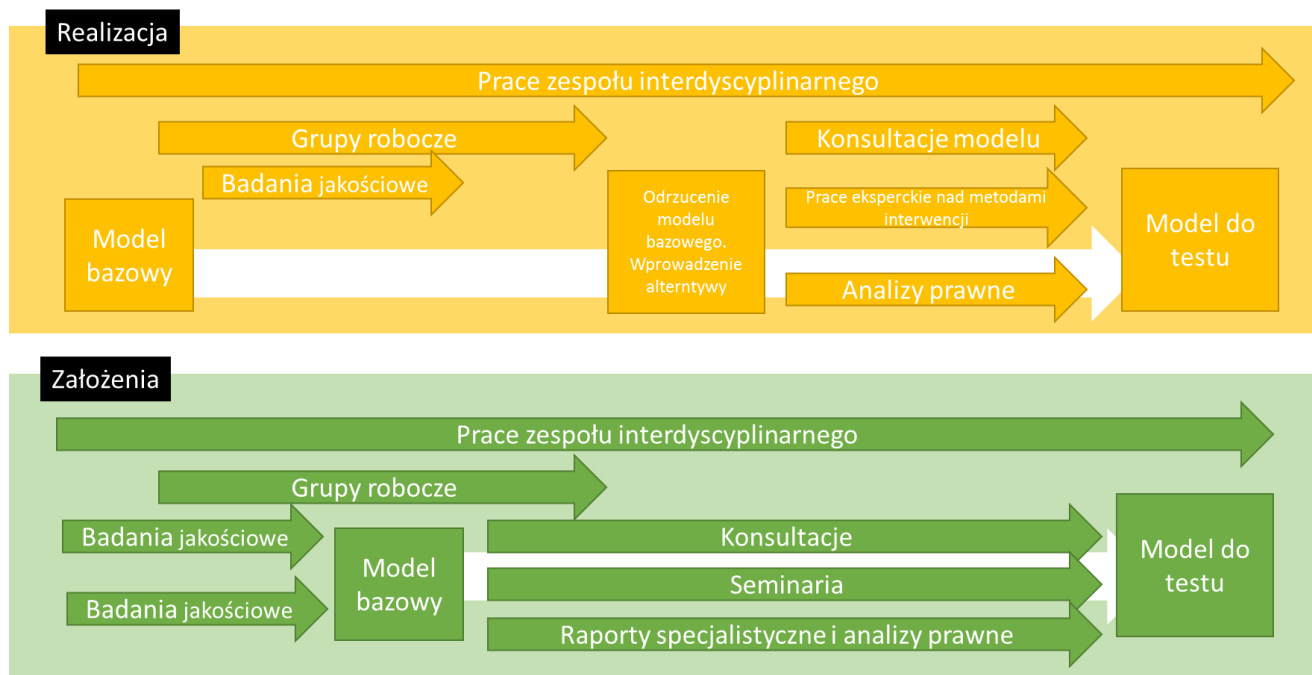 Realizacja
Prace zespołu interdyscyplinarnego
Grupy robocze
Konsultacje modelu
Badania jakościowe
Odrzucenie
modelu
bazowego.
Wprowadzenie
alterntywy
Prace eksperckie nad metodami
interwencji
Model
bazowy
Model do
testu
Analizy prawne
Założenia
Prace zespołu interdyscyplinarnego
Grupy robocze
Badania jakościowe
Konsultacje
Model
bazowy
Model do
testu
Seminaria
Badania jakościowe
Raporty specjalistyczne i analizy prawne